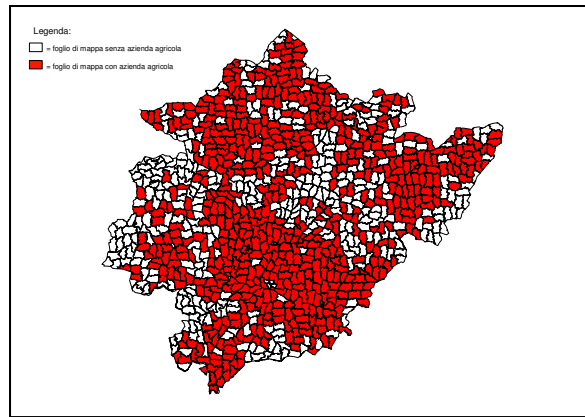 Legenda:
= foglio di mappa senza azienda agricola
= foglio di mappa con azienda agricola